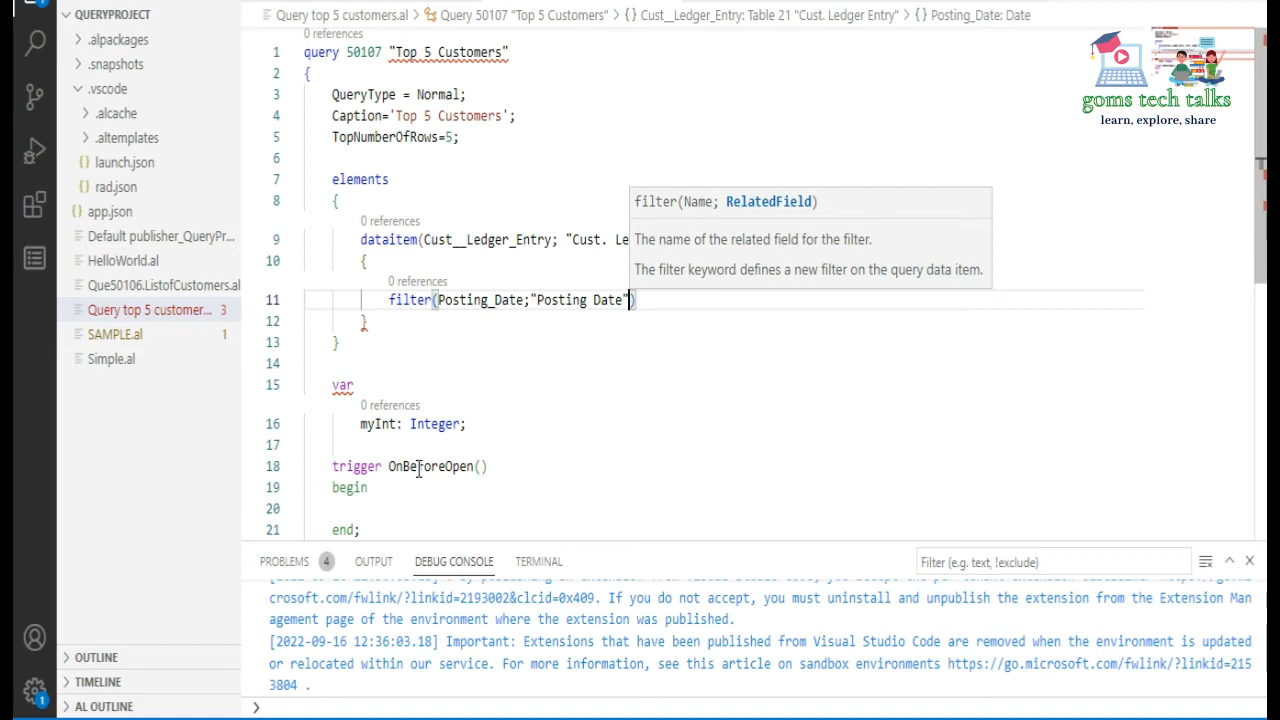 Query top 5 customers.al > Query 50107 "Top 5 Customers" > {} Cust__Ledger_Entry: Table 21 "Cust. Ledger Entry" > {} Posting_Date: Date
QUERYPROJECT
.alpackages
.snapshots
.vscode
.alcache
.altemplates
{} launch.json
{} rad.json
{} app.json
Default publisher_QueryPr...
HelloWorld.al
Que50106.ListofCustomers.al
Query top 5 customer... 3
SAMPLE.al 1
Simple.al
OUTLINE
TIMELINE
AL OUTLINE
1
1
0 references
1 query 50107 "Top 5 Customers"
2 {
3 QueryType = Normal;
4 Caption='Top 5 Customers';
5 TopNumberOfRows=5;
6
7 elements
8 {
0 references
9 dataitem(Cust__Ledger_Entry; "Cust. Le
10 {
0 references
11 filter(Posting_Date;"Posting Date")
12 }
13 }
14
15 var
0 references
16 myInt: Integer;
17
18 trigger OnBeforeOpen()
19 begin
20
21 end;
filter(Name; RelatedField)
The name of the related field for the filter.
The filter keyword defines a new filter on the query data item.
goms tech talks
learn, explore, share
PROBLEMS 4 OUTPUT DEBUG CONSOLE TERMINAL Filter (e.g. text, !exclude)
crosoft.com/fwlink/?linkid=2193002&clcid=0x409. If you do not accept, you must uninstall and unpublish the extension from the Extension Man
agement page of the environment where the extension was published.
[2022-09-16 12:36:03.18] Important: Extensions that have been published from Visual Studio Code are removed when the environment is updated
or relocated within our service. For more information, see this article on sandbox environments https://go.microsoft.com/fwlink/?linkid=215
3804 .